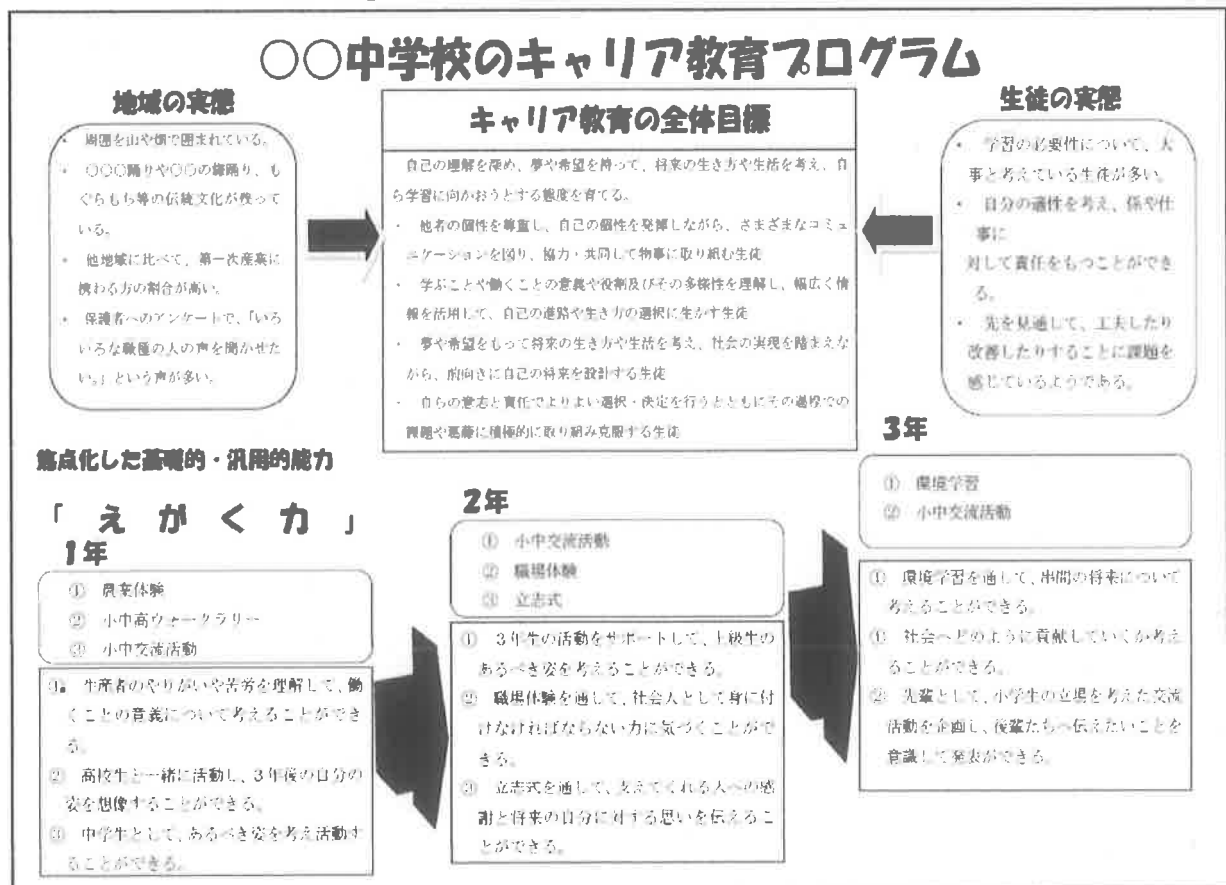 ○○中学校のキャリア教育プログラム
地域の実態
・ 周囲を山や畑で囲まれている。
・ ○○○踊りや○○の臼踊り、も
ぐらもち等の伝統文化が残って
いる。
・ 他地域に比べて、第一次産業に
携わる方の割合が高い。
・ 保護者へのアンケートで、「いろ
いろな職種の人の声を聞かせた
い。」という声が多い。
キャリア教育の全体目標
自己の理解を深め、夢や希望を持って、将来の生き方や生活を考え、自
ら学習に向かおうとする態度を育てる。
・ 他者の個性を尊重し、自己の個性を発揮しながら、さまざまなコミュ
ニケーションを図り、協力・共同して物事に取り組む生徒
・ 学ぶことや働くことの意義や役割及びその多様性を理解し、幅広く情
報を活用して、自己の進路や生き方の選択に生かす生徒
・ 夢や希望をもって将来の生き方や生活を考え、社会の実現を踏まえな
がら、前向きに自己の将来を設計する生徒
・ 自らの意志と責任でよりよい選択・決定を行うとともにその過程での
課題や葛藤に積極的に取り組み克服する生徒
生徒の実態
・ 学習の必要性について、大
事と考えている生徒が多い。
・ 自分の適性を考え、係や仕
事に
対して責任をもつことができ
る。
・ 先を見通して、工夫したり
改善したりすることに課題を
感じているようである。
焦点化した基礎的・汎用的能力
「えがく力」
1年
① 農業体験
② 小中高ウォークラリー
③ 小中交流活動
① 生産者のやりがいや苦労を理解して、働
くことの意義について考えることができ
る。
② 高校生と一緒に活動し、3年後の自分の
姿を想像することができる。
③ 中学生として、あるべき姿を考え活動す
ることができる。
2年
① 小中交流活動
② 職場体験
③ 立志式
① 3年生の活動をサポートして、上級生の
あるべき姿を考えることができる。
② 職場体験を通して、社会人として身に付
けなければならない力に気づくことがで
きる。
③ 立志式を通して、支えてくれる人への感
謝と将来の自分に対する思いを伝えるこ
とができる。
3年
① 環境学習
② 小中交流活動
① 環境学習を通して、串間の将来について
考えることができる。
① 社会へどのように貢献していくか考え
ることができる。
② 先輩として、小学生の立場を考えた交流
活動を企画し、後輩たちへ伝えたいことを
意識して発表ができる。